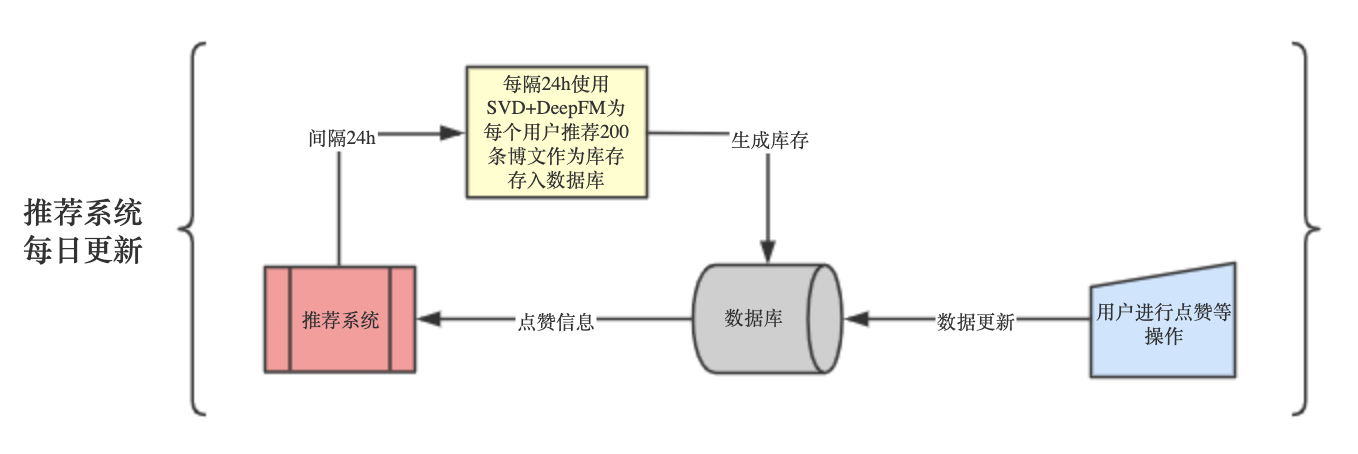 推荐系统
每日更新
间隔24h
每隔24h使用
SVD+DeepFM为
每个用户推荐200
条博文作为库存
存入数据库
生成库存
推荐系统
点赞信息
数据库
数据更新
用户进行点赞等
操作